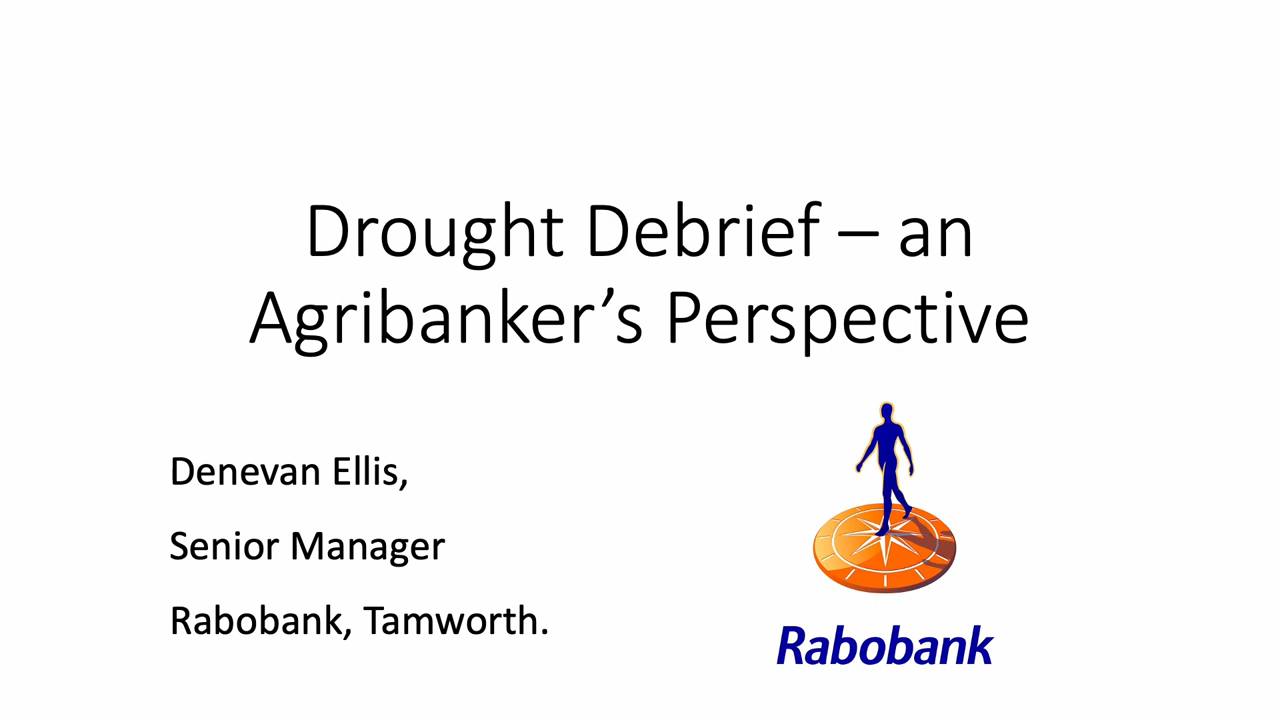 Drought Debrief – an
Agribanker’s Perspective
Denevan Ellis,
Senior Manager
Rabobank, Tamworth.
Rabobank